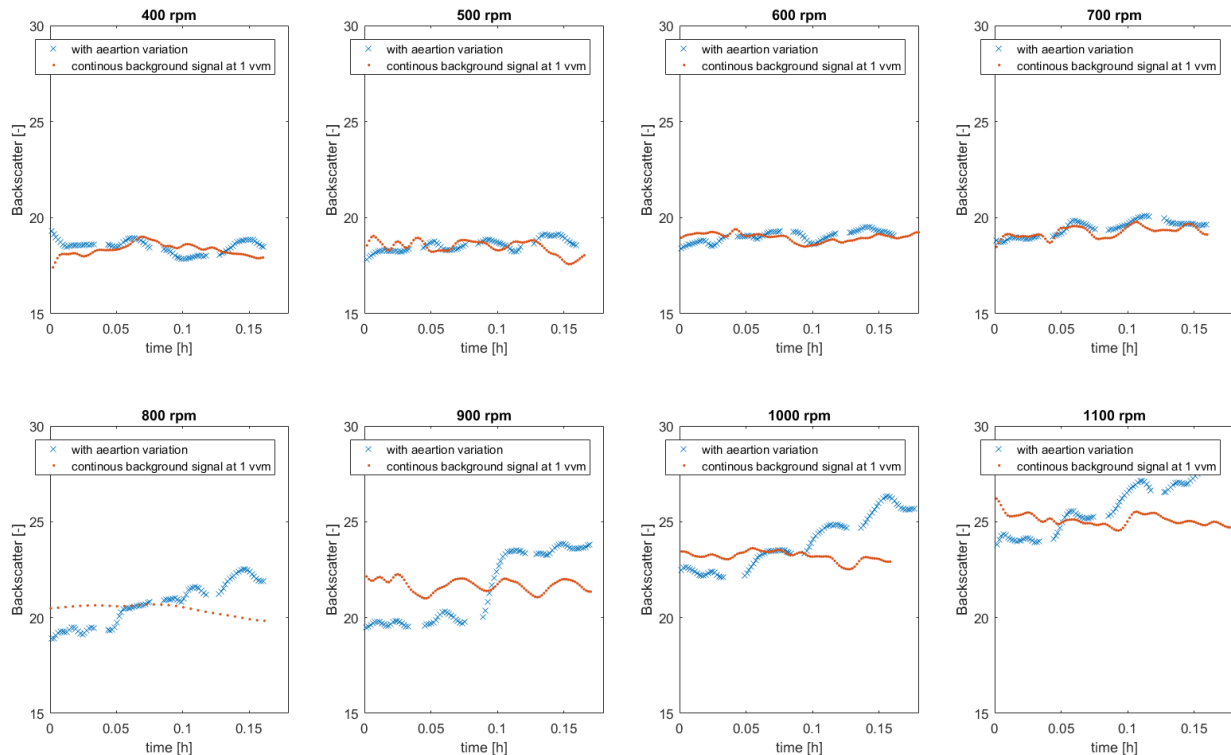 400 rpm
30
25
20
15
Backscatter [-]
with aeartion variation
continous background signal at 1 vvm
0 0.05 0.1 0.15
time [h]
500 rpm
30
25
20
15
Backscatter [-]
with aeartion variation
continous background signal at 1 vvm
0 0.05 0.1 0.15
time [h]
600 rpm
30
25
20
15
Backscatter [-]
with aeartion variation
continous background signal at 1 vvm
0 0.05 0.1 0.15
time [h]
700 rpm
30
25
20
15
Backscatter [-]
with aeartion variation
continous background signal at 1 vvm
0 0.05 0.1 0.15
time [h]
800 rpm
30
25
20
15
Backscatter [-]
with aeartion variation
continous background signal at 1 vvm
0 0.05 0.1 0.15
time [h]
900 rpm
30
25
20
15
Backscatter [-]
with aeartion variation
continous background signal at 1 vvm
0 0.05 0.1 0.15
time [h]
1000 rpm
30
25
20
15
Backscatter [-]
with aeartion variation
continous background signal at 1 vvm
0 0.05 0.1 0.15
time [h]
1100 rpm
30
25
20
15
Backscatter [-]
with aeartion variation
continous background signal at 1 vvm
0 0.05 0.1 0.15
time [h]